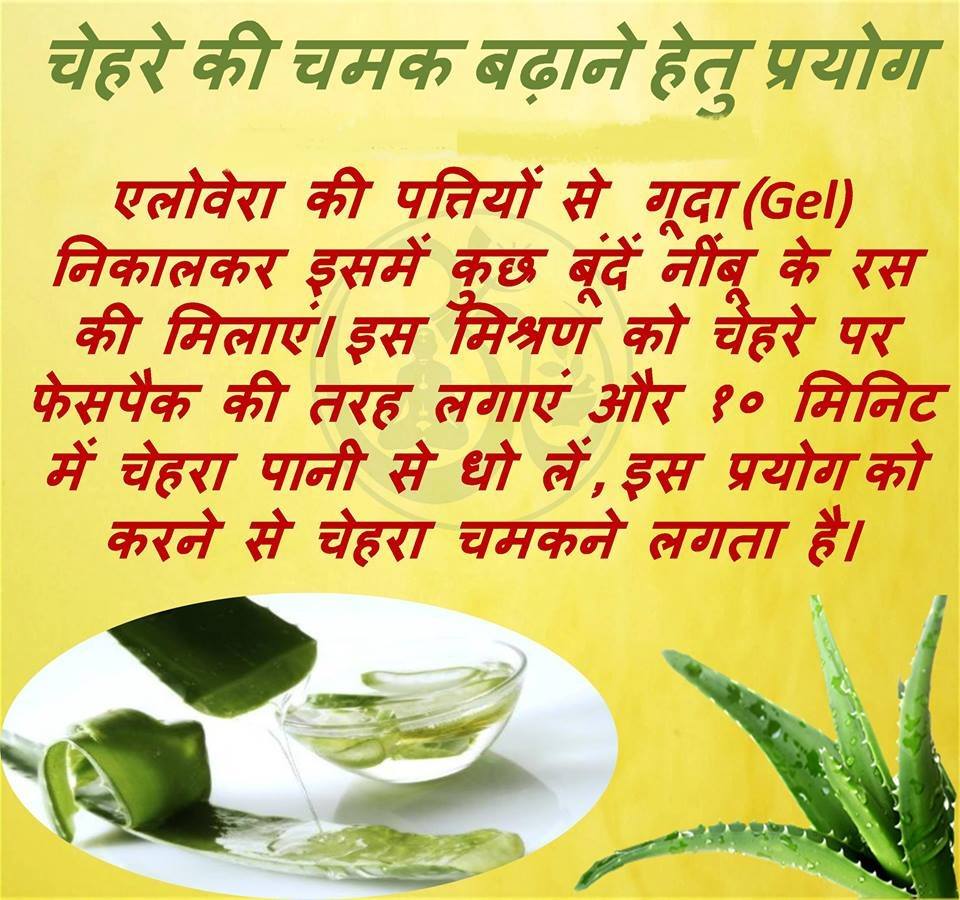 चेहरे की चमक बढ़ाने हेतु प्रयोग
एलोवेरा की पत्तियों से गूदा (Gel)
निकालकर इसमें कुछ बूंदें नींबू के रस
की मिलाएं। इस मिश्रण को चेहरे पर
फेसपैक की तरह लगाएं और १० मिनिट
में चेहरा पानी से धो लें , इस प्रयोग को
करने से चेहरा चमकने लगता है।